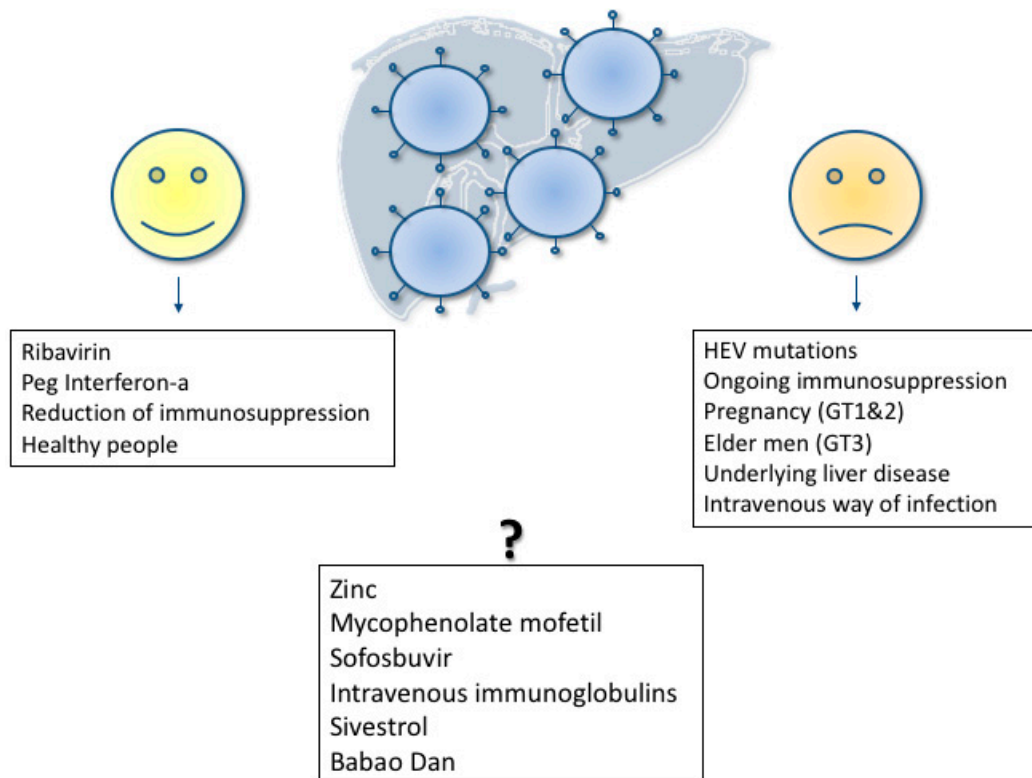 Ribavirin
Peg Interferon-a
Reduction of immunosuppression
Healthy people
HEV mutations
Ongoing immunosuppression
Pregnancy (GT1&2)
Elder men (GT3)
Underlying liver disease
Intravenous way of infection
?
Zinc
Mycophenolate mofetil
Sofosbuvir
Intravenous immunoglobulins
Sivestrol
Babao Dan